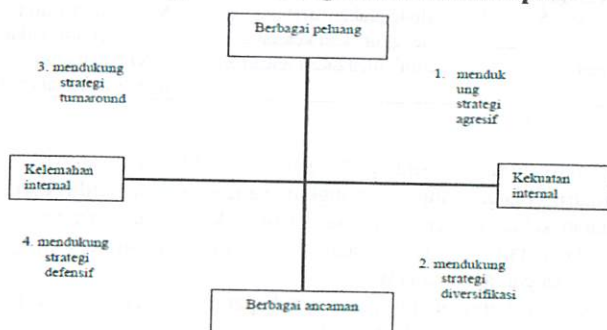 Berbagai peluang
3. mendukung
strategi
turnaround
1. menduk
ung
strategi
agresif
Kelemahan
internal
Kekuatan
internal
4. mendukung
strategi
defensif
2. mendukung
strategi
diversifikasi
Berbagai ancaman